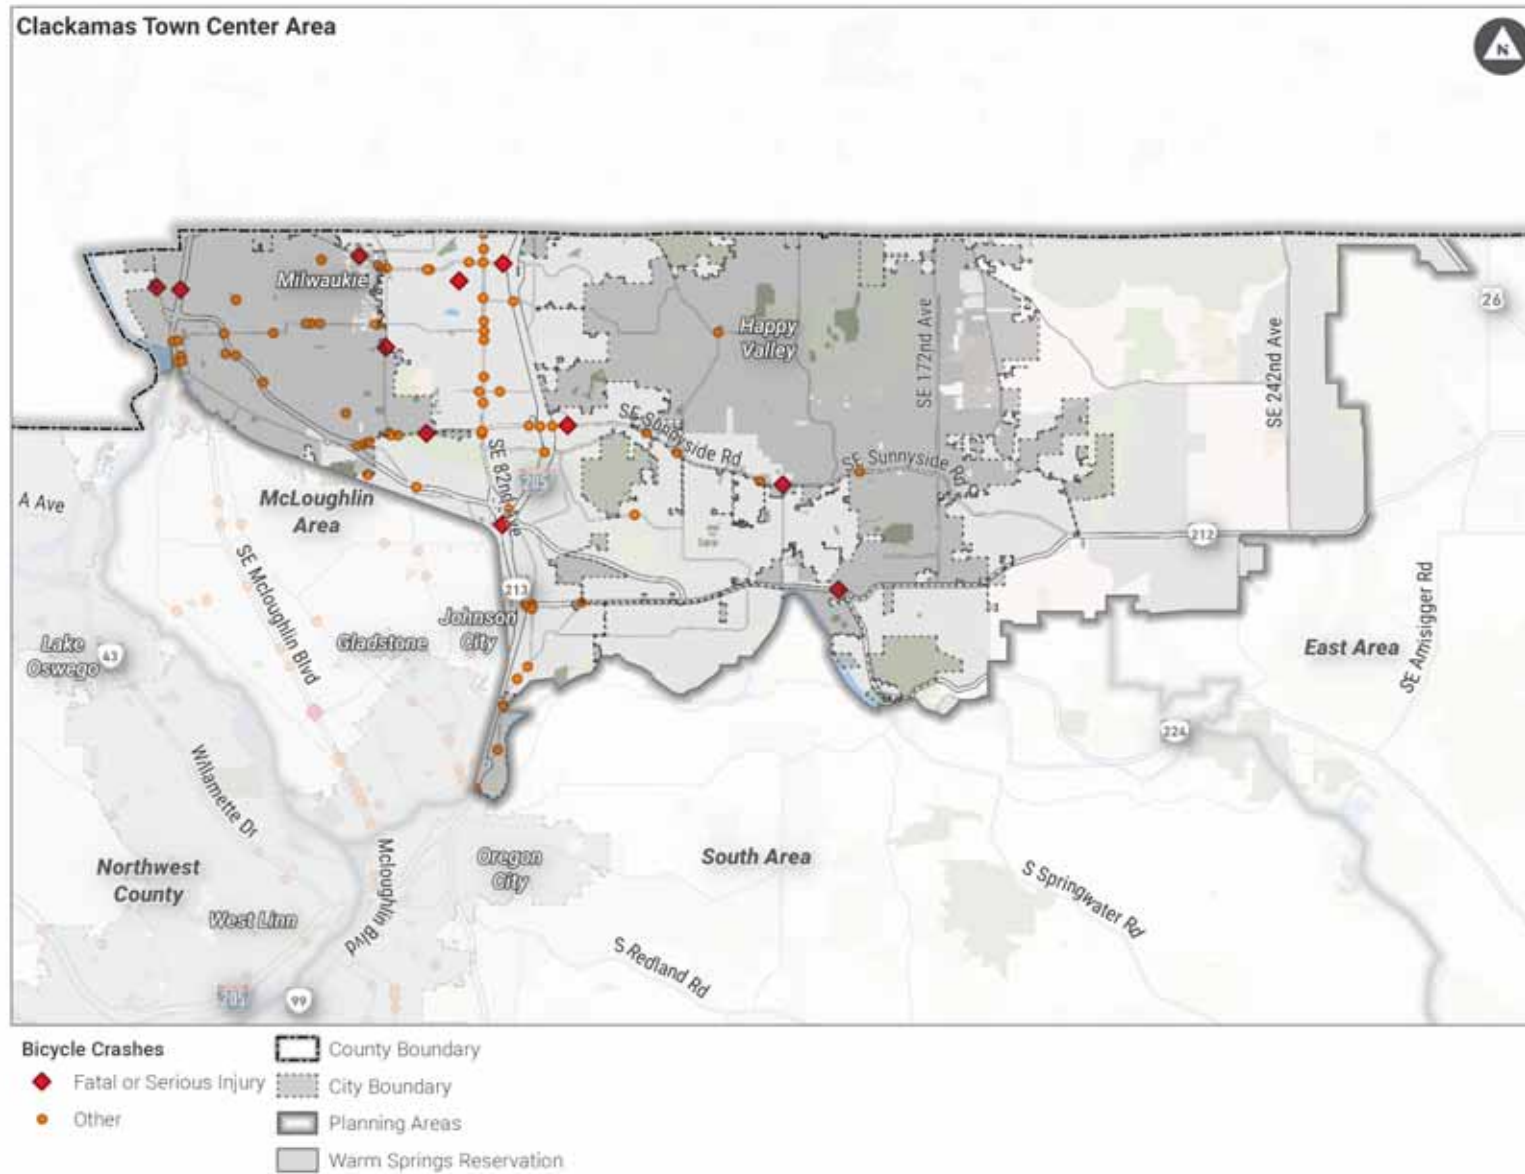 Clackamas Town Center Area
N
Milwaukie
Happy
Valley
SE 172nd Ave
SE 242nd Ave
26
SE Sunnyside Rd
SE Sunnyside Rd
SE 82nd Ave
205
A Ave
McLoughlin
Area
212
SE Mcloughlin Blvd
213
Johnson
City
Gladstone
Lake
Oswego
43
East Area
SE Amisigger Rd
224
Willamette Dr
Northwest
County
West Linn
Mcloughlin Blvd
Oregon
City
South Area
S Springwater Rd
S Redland Rd
205
99
Bicycle Crashes
Fatal or Serious Injury
Other
County Boundary
City Boundary
Planning Areas
Warm Springs Reservation